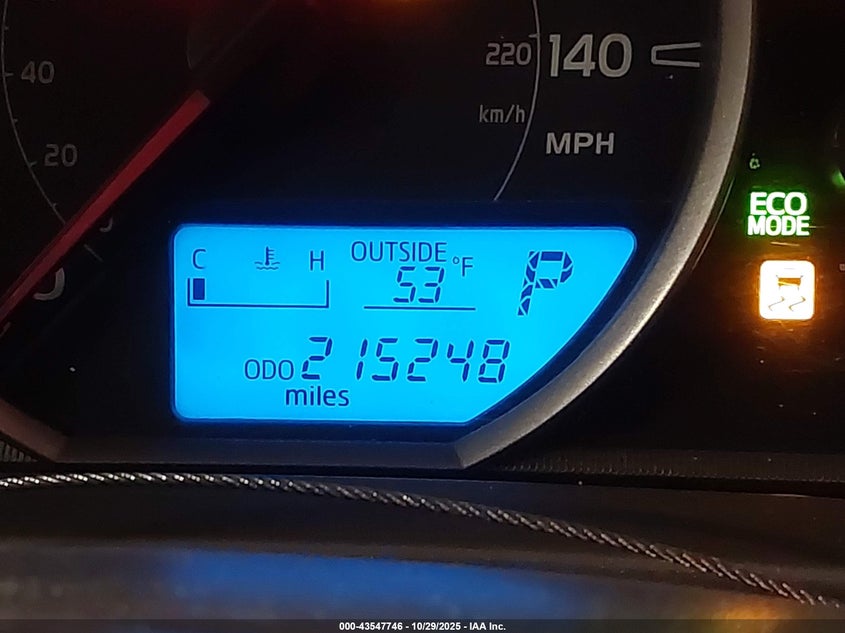 40
20
0
220
140
km/h
MPH
C
H
OUTSIDE
53 °F
P
ODO 215248
miles
ECO
MODE
000-43547746 - 10/29/2025 - IAA Inc.